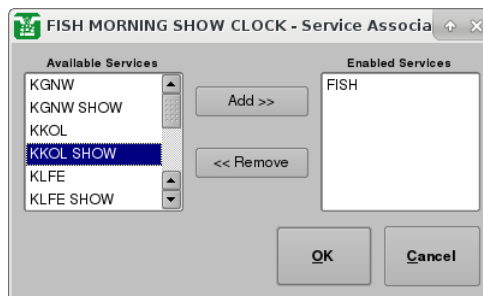 FISH MORNING SHOW CLOCK - Service Associa
Available Services
Enabled Services
KGNW
KGNW SHOW
KKOL
KKOL SHOW
KLFE
KLFE SHOW
Add >>
<< Remove
FISH
OK
Cancel